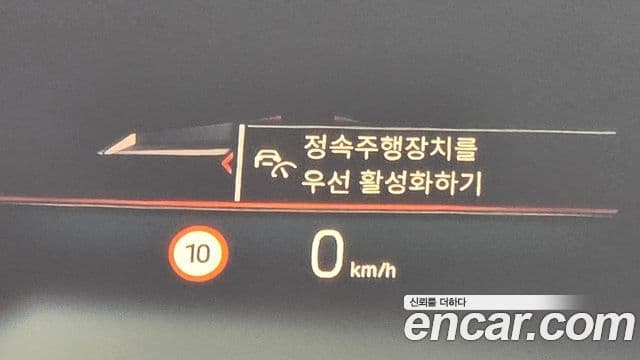 정속주행장치를
우선 활성화하기
10
0 km/h
신뢰를 더하다
encar.com